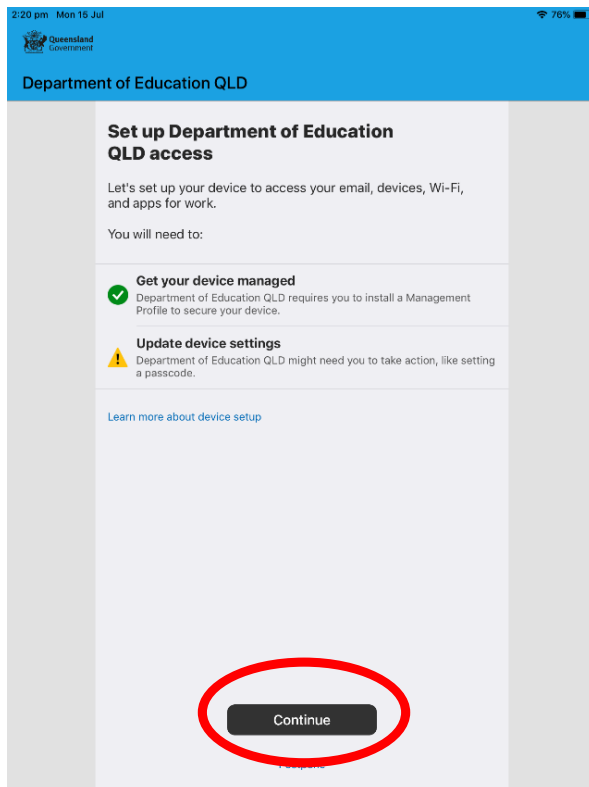 2:20 pm Mon 15 Jul 76%
Queensland
Government
Department of Education QLD
Set up Department of Education
QLD access
Let's set up your device to access your email, devices, Wi-Fi,
and apps for work.
You will need to:
Get your device managed
Department of Education QLD requires you to install a Management
Profile to secure your device.
Update device settings
Department of Education QLD might need you to take action, like setting
a passcode.
Learn more about device setup
Continue